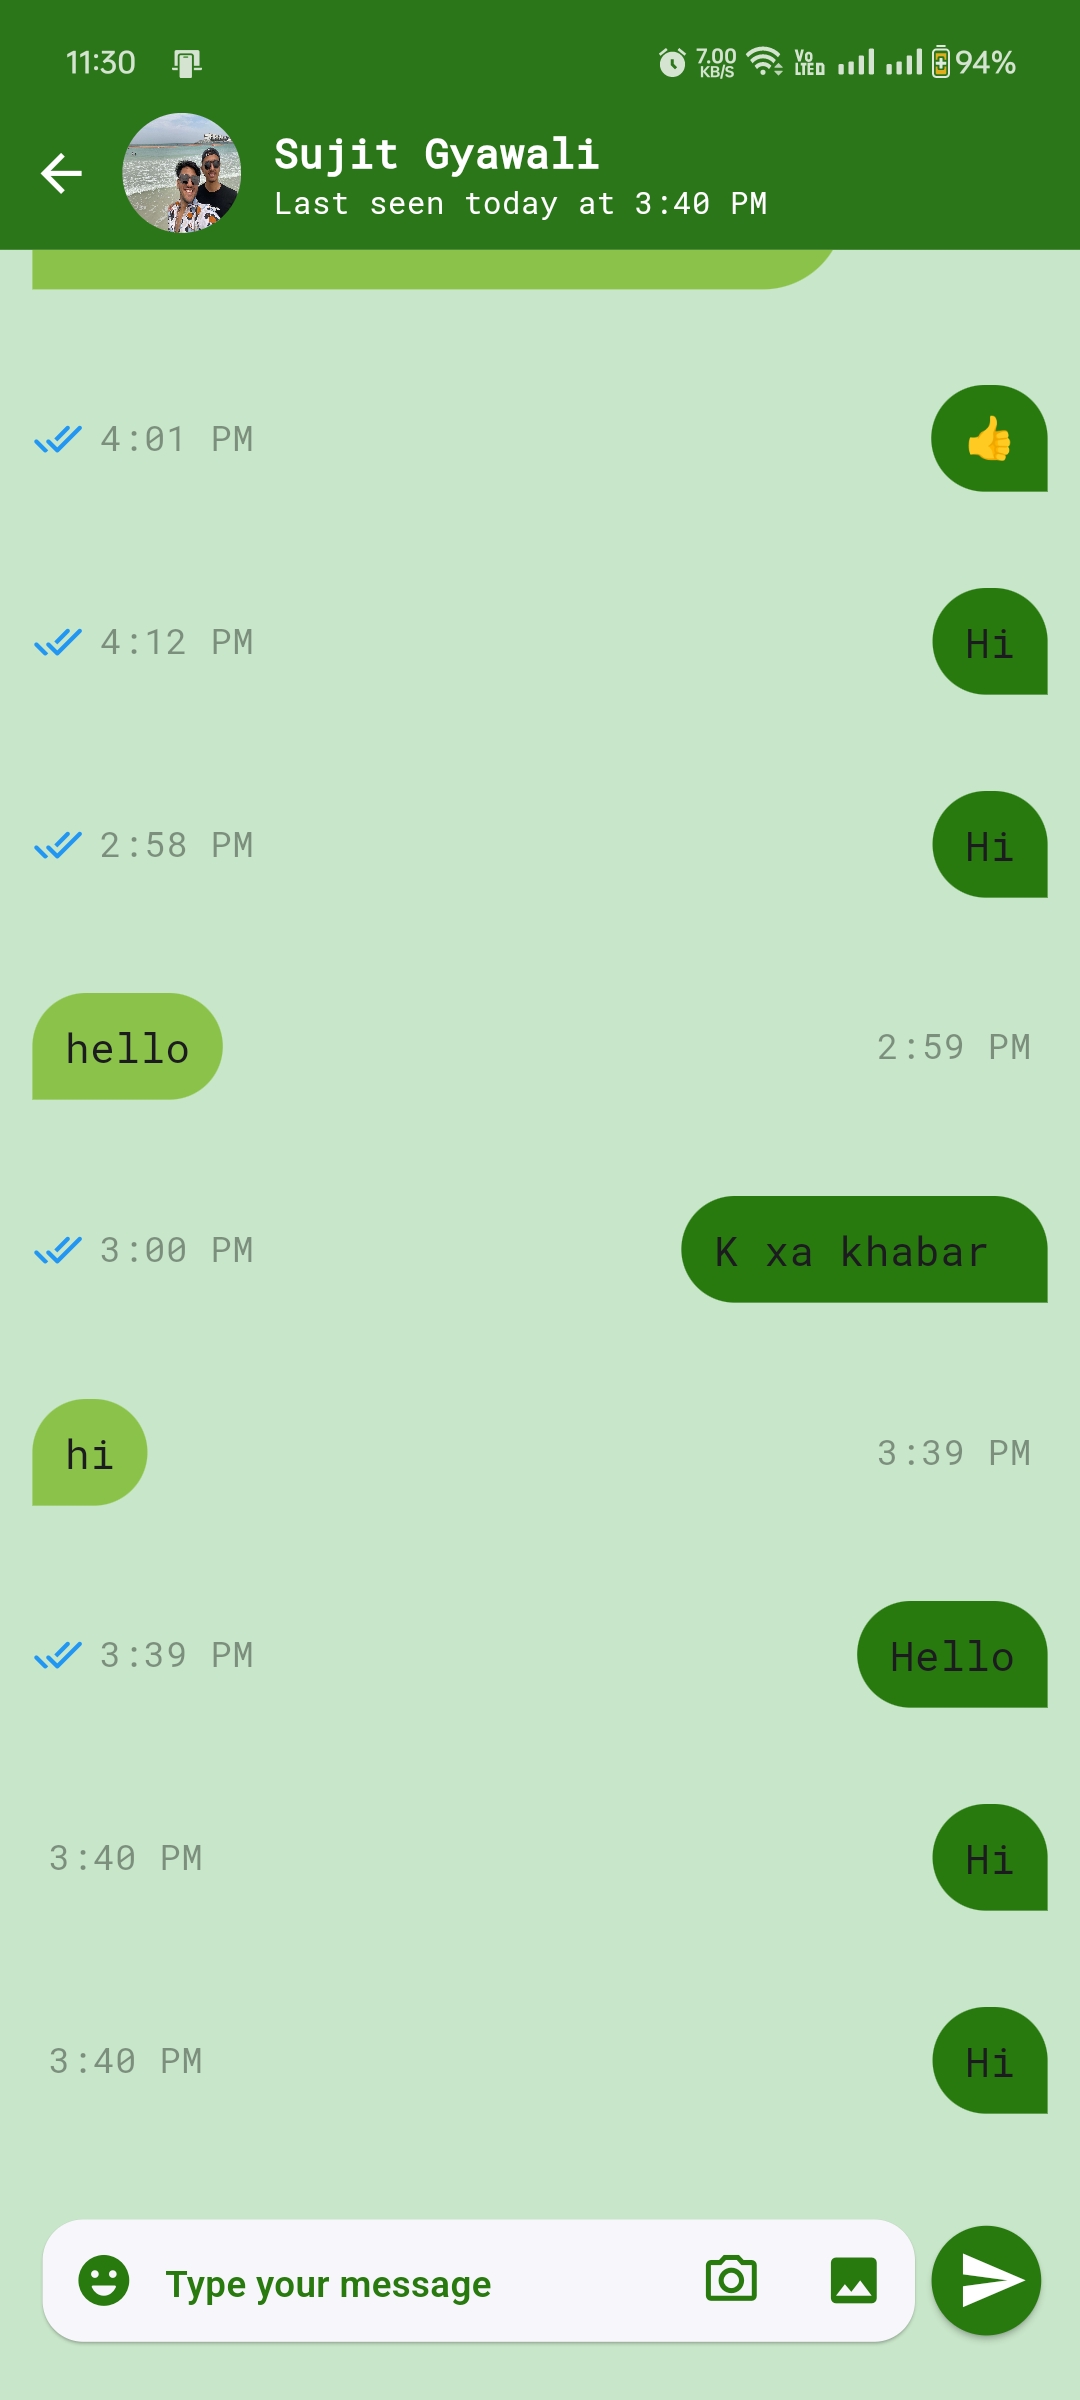 11:30
7.00 KB/S
Vo LTE
94%
Sujit Gyawali
Last seen today at 3:40 PM
4:01 PM 👍
4:12 PM Hi
2:58 PM Hi
hello 2:59 PM
3:00 PM K xa khabar
hi 3:39 PM
3:39 PM Hello
3:40 PM Hi
3:40 PM Hi
Type your message